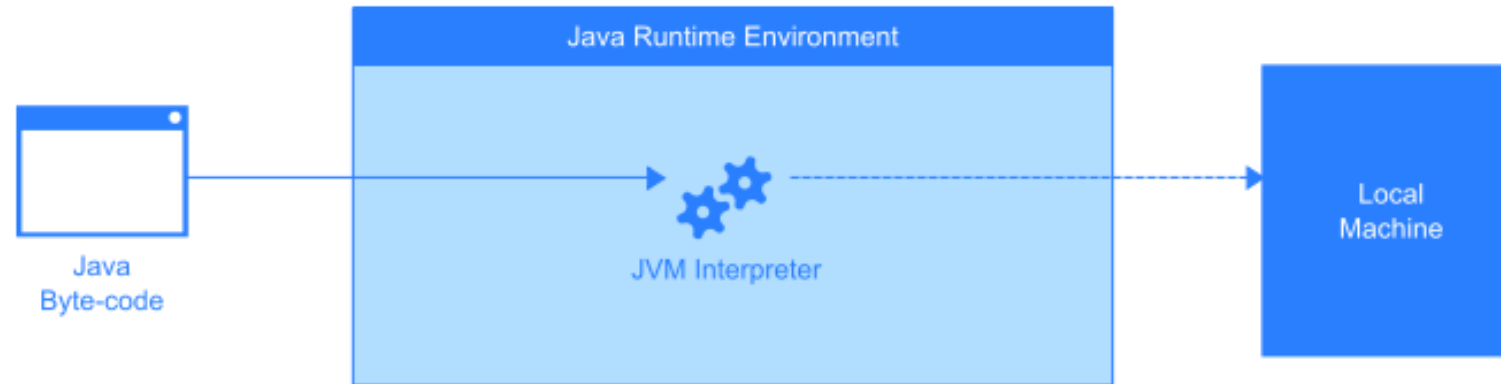 Java Runtime Environment
Java
Byte-code
JVM Interpreter
Local
Machine